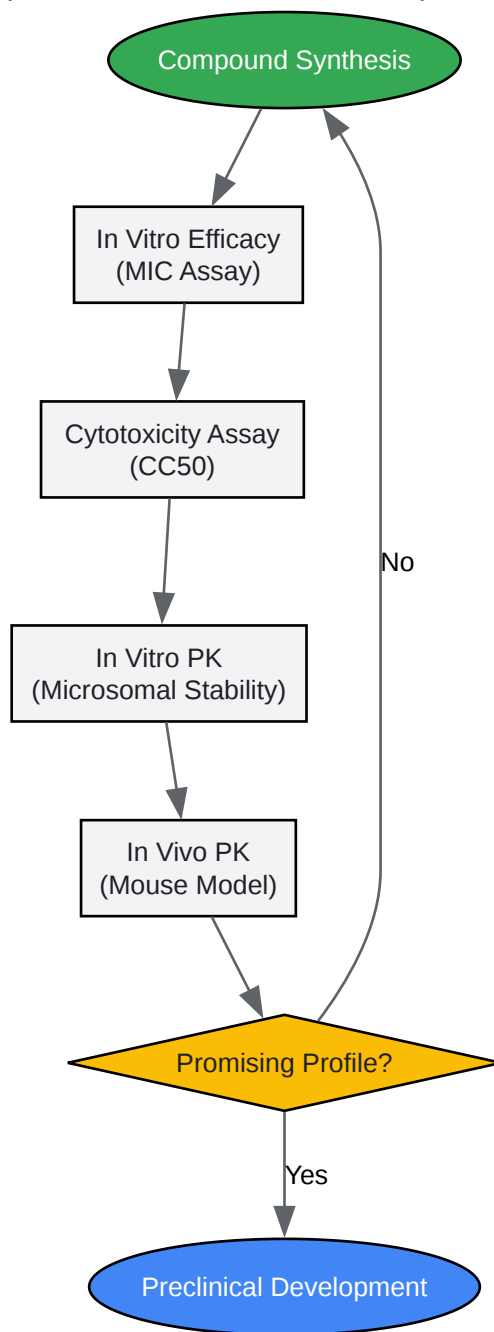 Compound Synthesis
In Vitro Efficacy
(MIC Assay)
Cytotoxicity Assay
(CC50)
No
In Vitro PK
(Microsomal Stability)
In Vivo PK
(Mouse Model)
Promising Profile?
Yes
Preclinical Development